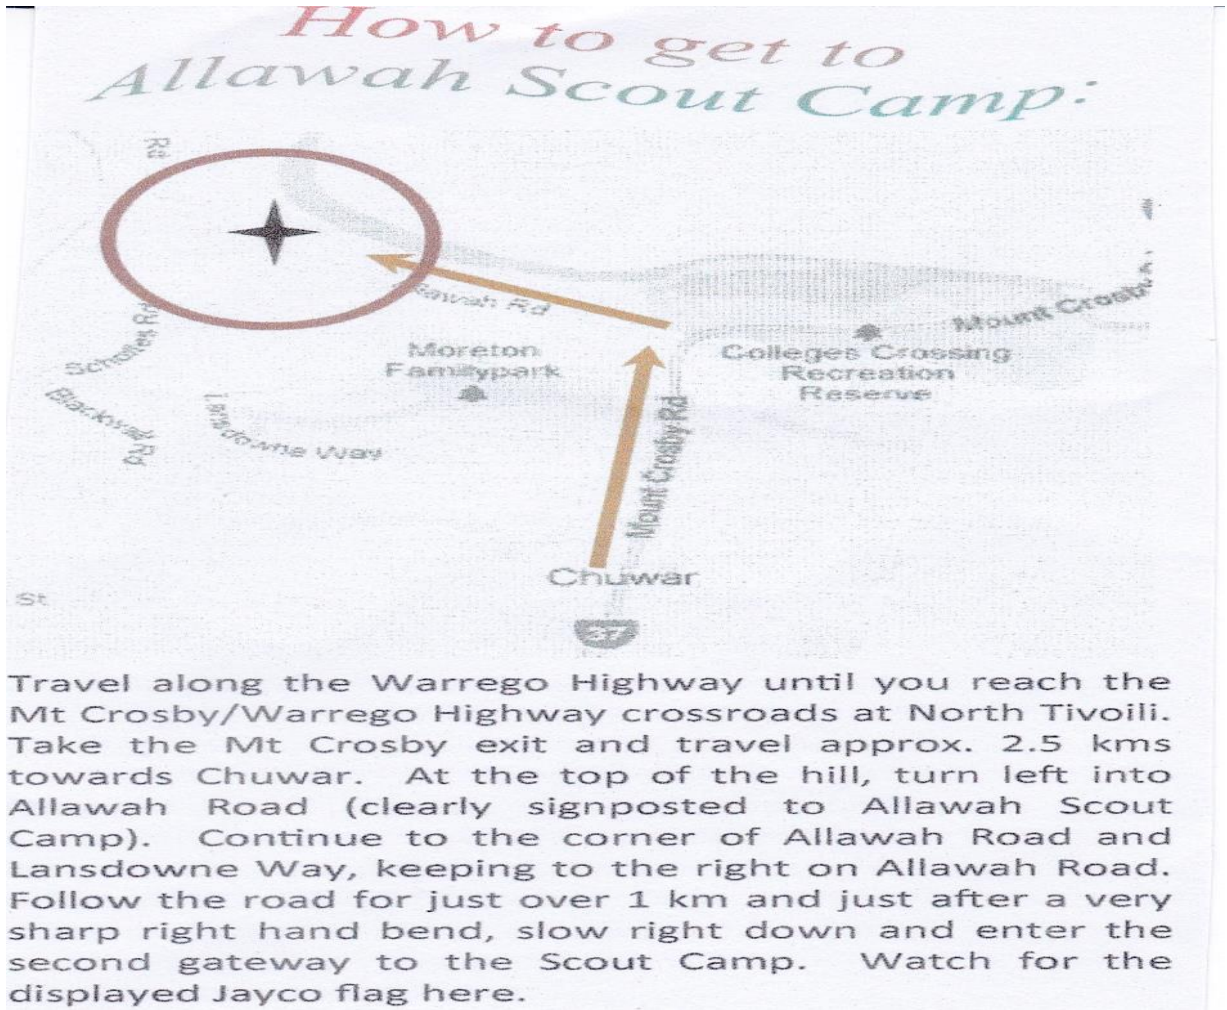 How to get to
Allawah Scout Camp:
Rd
Rd
Mount Crosby
Scholes Rd
Moreton
Familypark
Colleges Crossing
Recreation
Reserve
Lansdowne Way
Mount Crosby Rd
Chuwar
St
37
Travel along the Warrego Highway until you reach the
Mt Crosby/Warrego Highway crossroads at North Tivoili.
Take the Mt Crosby exit and travel approx. 2.5 kms
towards Chuwar. At the top of the hill, turn left into
Allawah Road (clearly signposted to Allawah Scout
Camp). Continue to the corner of Allawah Road and
Lansdowne Way, keeping to the right on Allawah Road.
Follow the road for just over 1 km and just after a very
sharp right hand bend, slow right down and enter the
second gateway to the Scout Camp. Watch for the
displayed Jayco flag here.